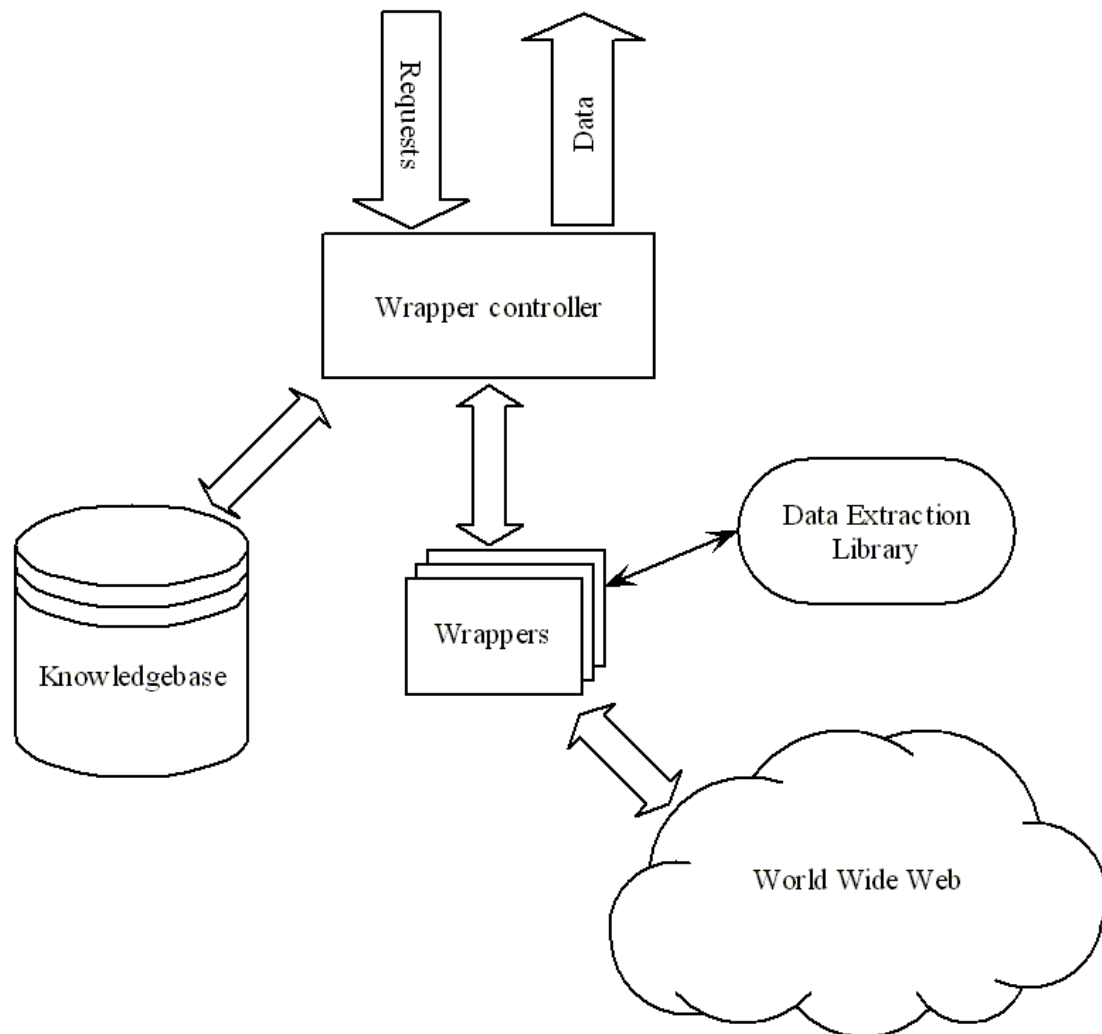 Requests
Data
Wrapper controller
Data Extraction
Library
Wrappers
Knowledgebase
World Wide Web